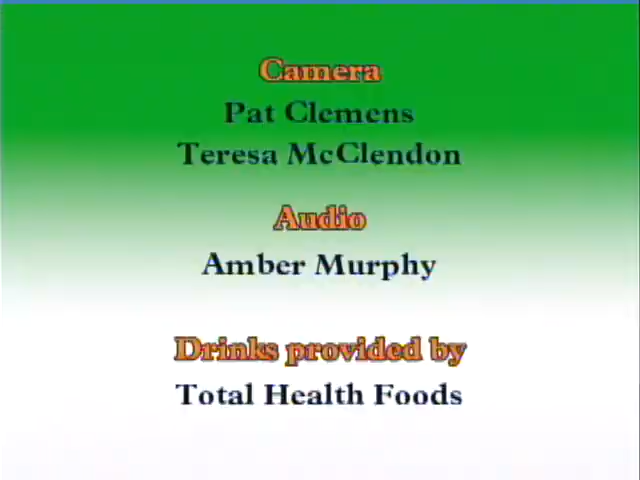 Camera
Pat Clemens
Teresa McClendon
Audio
Amber Murphy
Drinks provided by
Total Health Foods